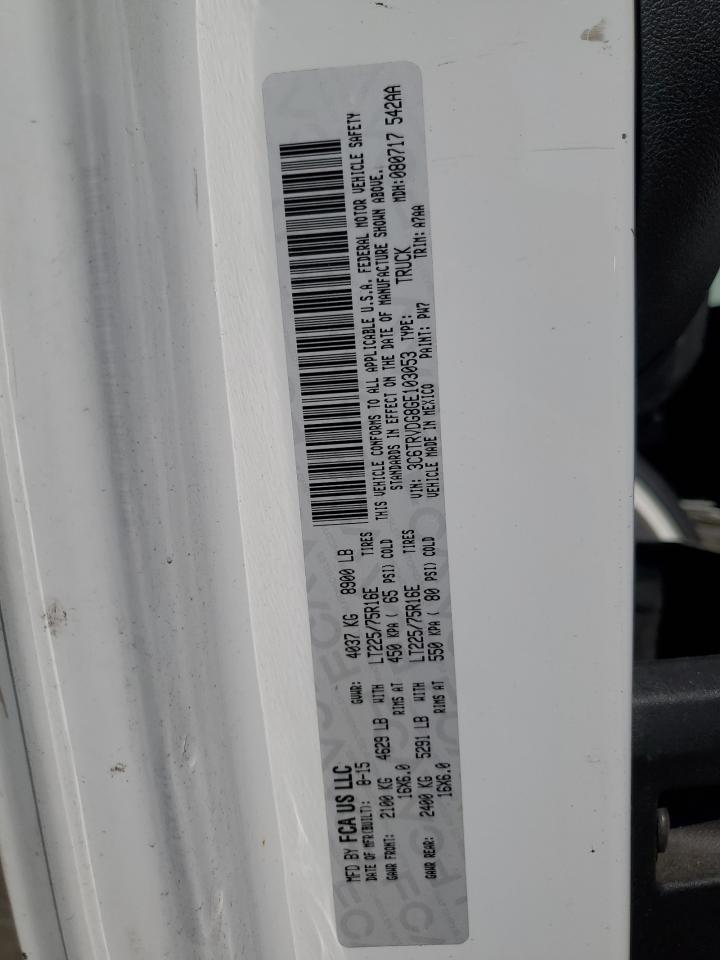 MFD BY FCA US LLC
DATE OF MFR(BUILT): 8-15 GVWR: 4037 KG 8900 LB
GAWR FRONT: 2100 KG 4629 LB WITH LT225/75R16E TIRES
16X6.0 RIMS AT 450 KPA ( 65 PSI) COLD
GAWR REAR: 2400 KG 5291 LB WITH LT225/75R16E TIRES
16X6.0 RIMS AT 550 KPA ( 80 PSI) COLD
THIS VEHICLE CONFORMS TO ALL APPLICABLE U.S.A. FEDERAL MOTOR VEHICLE SAFETY
STANDARDS IN EFFECT ON THE DATE OF MANUFACTURE SHOWN ABOVE.
VIN: 3C6TRVDG8GE103053 TYPE: TRUCK MDH:080717 542AA
VEHICLE MADE IN MEXICO PAINT: PW7 TRIM: A7AA